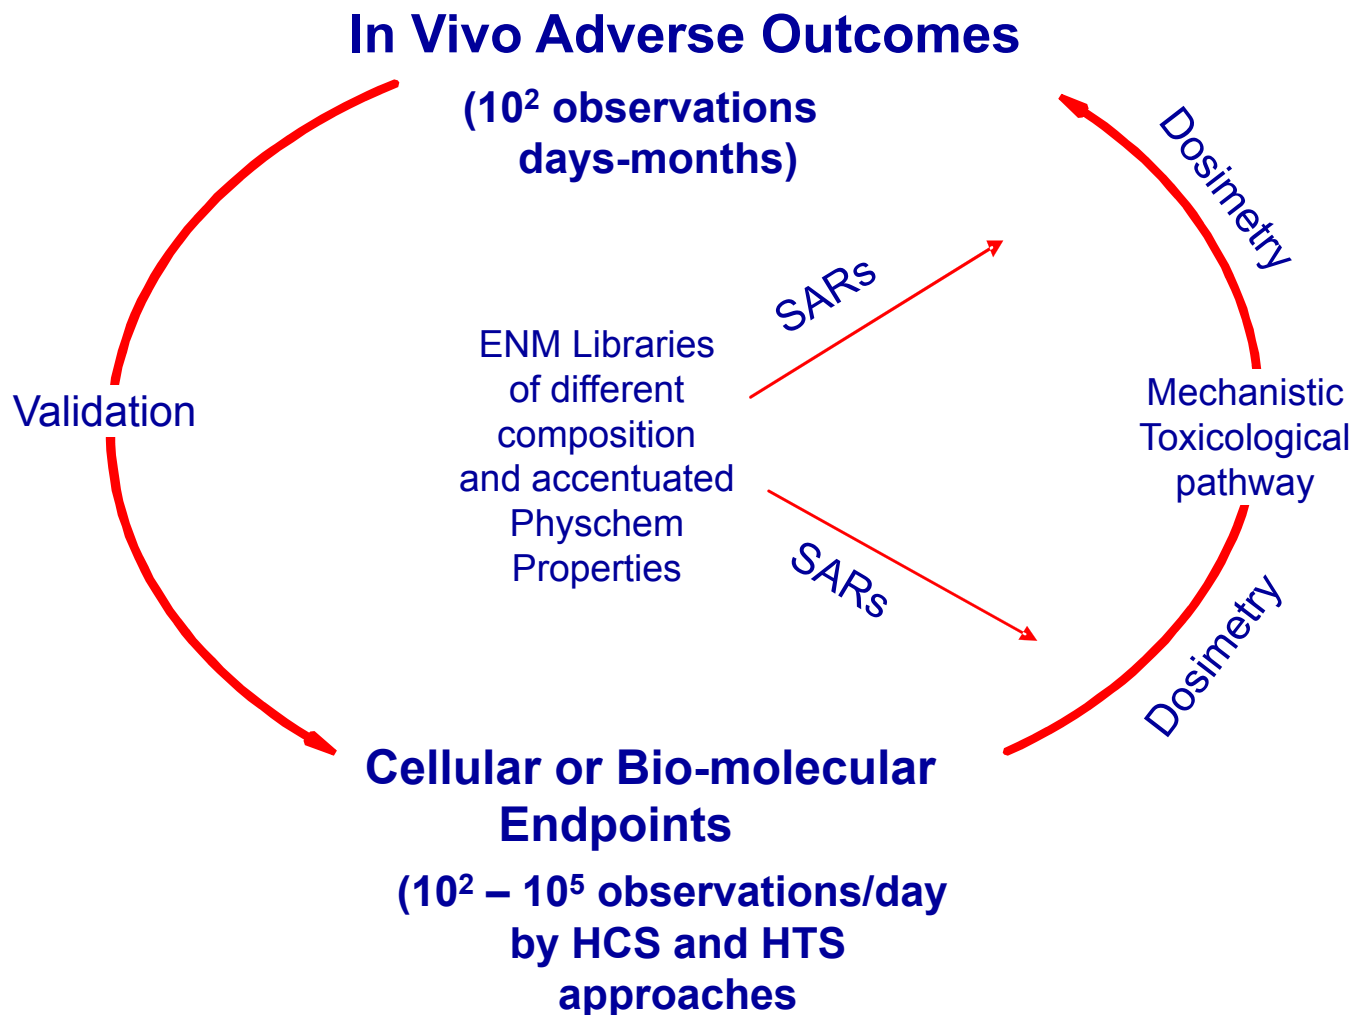 In Vivo Adverse Outcomes
(10² observations
days-months)
Dosimetry
SARs
ENM Libraries
of different
composition
and accentuated
Physchem
Properties
Validation
Mechanistic
Toxicological
pathway
SARs
Dosimetry
Cellular or Bio-molecular
Endpoints
(10² – 10⁵ observations/day
by HCS and HTS
approaches